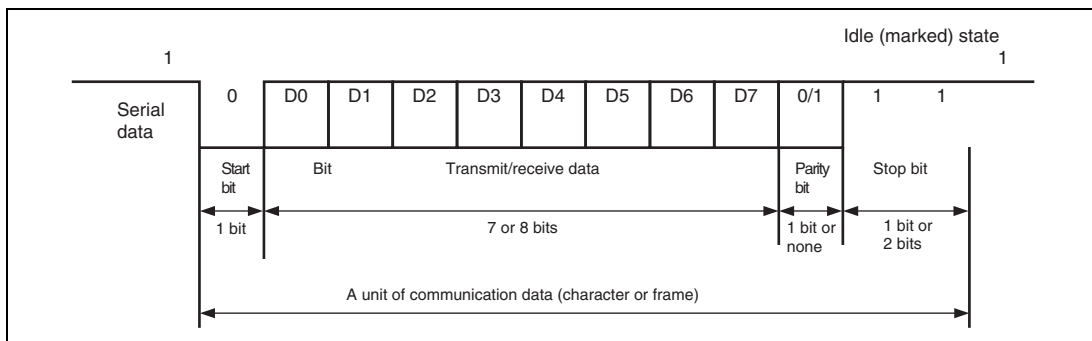 Idle (marked) state
1
1
Serial
data
0
D0
D1
D2
D3
D4
D5
D6
D7
0/1
1
1
Start
bit
Bit
Transmit/receive data
Parity
bit
Stop bit
1 bit
7 or 8 bits
1 bit or
none
1 bit or
2 bits
A unit of communication data (character or frame)